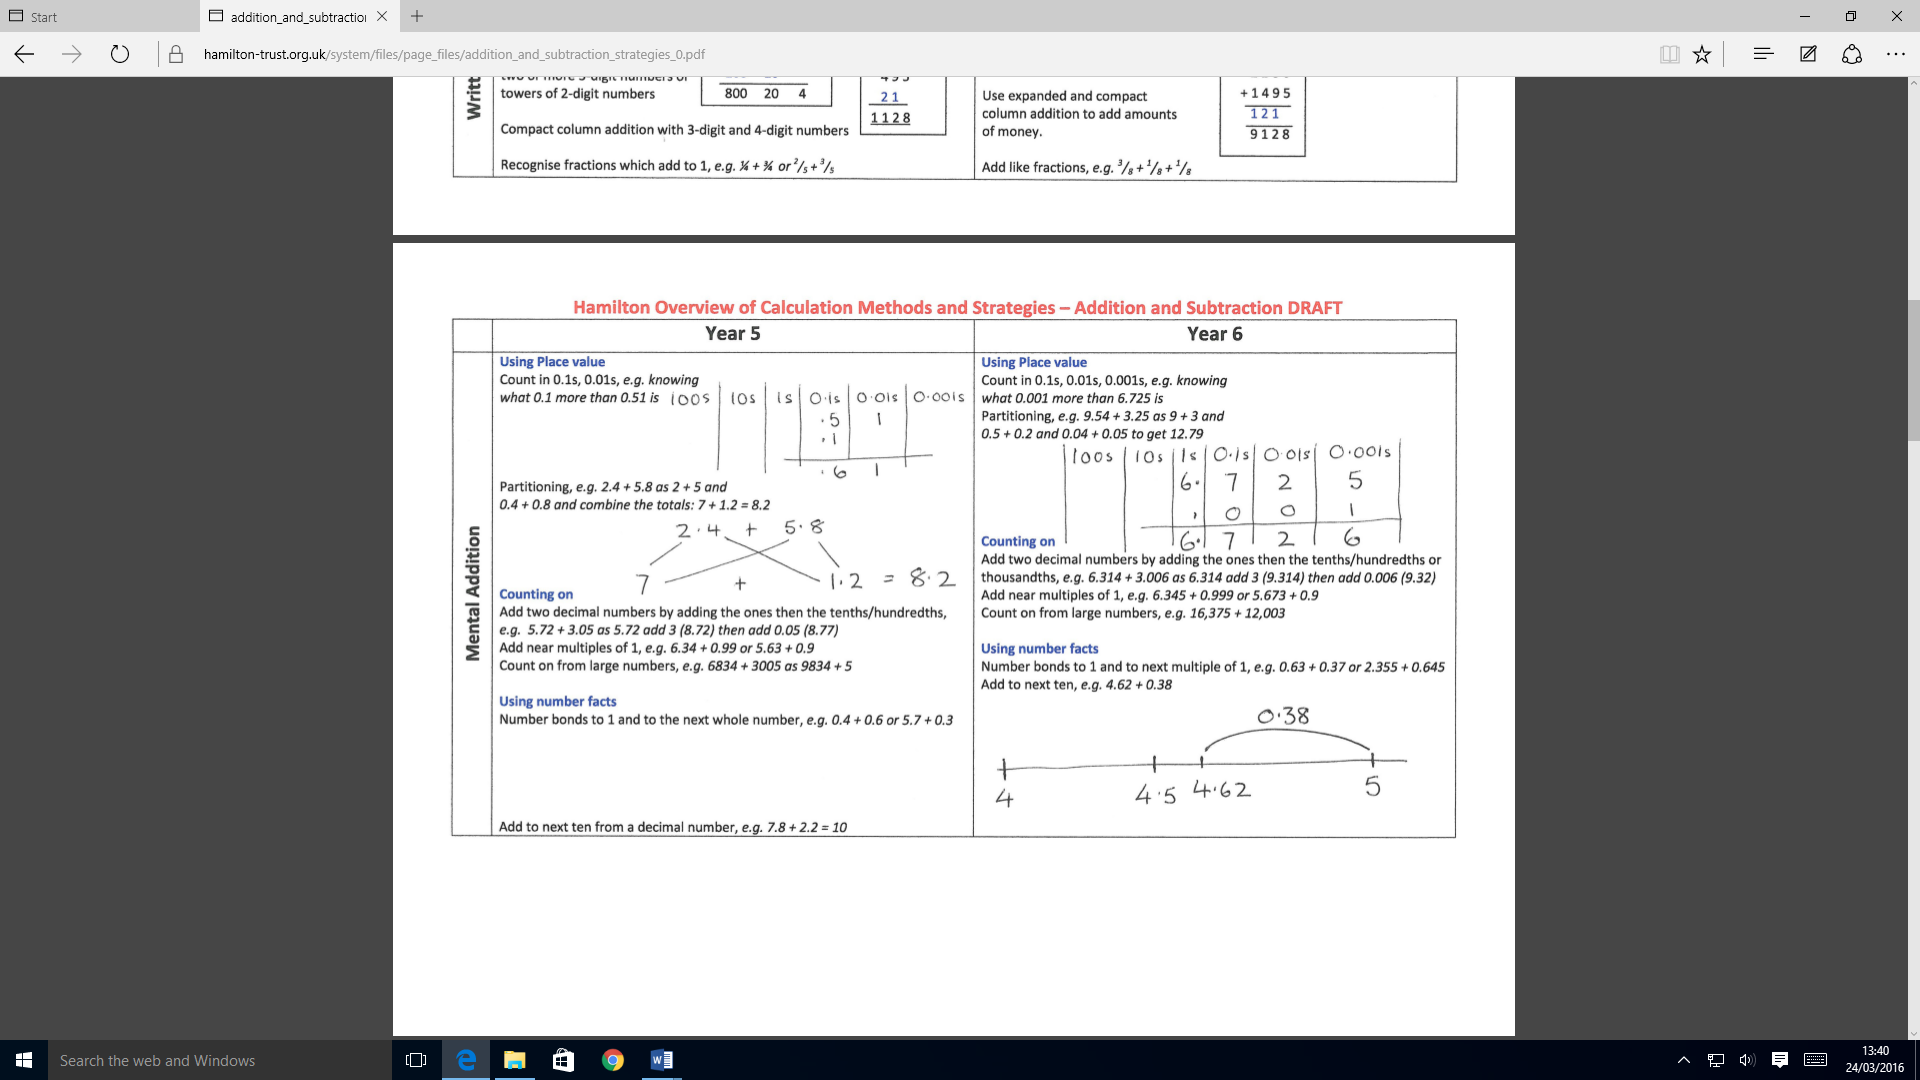 Start
addition_and_subtraction
hamilton-trust.org.uk/system/files/page_files/addition_and_subtraction_strategies_0.pdf
Writt
towers of 2-digit numbers
800 20 4
21
1128
Compact column addition with 3-digit and 4-digit numbers
Recognise fractions which add to 1, e.g. ¼ + ¾ or 2/5 + 3/5
Use expanded and compact
column addition to add amounts
of money.
+1495
121
9128
Add like fractions, e.g. 3/8 + 1/8 + 1/8
Hamilton Overview of Calculation Methods and Strategies – Addition and Subtraction DRAFT
Year 5
Year 6
Mental Addition
Using Place value
Count in 0.1s, 0.01s, e.g. knowing
what 0.1 more than 0.51 is
100s 10s 1s 0.1s 0.01s 0.001s
.5 1
.1
.6 1
Partitioning, e.g. 2.4 + 5.8 as 2 + 5 and
0.4 + 0.8 and combine the totals: 7 + 1.2 = 8.2
2.4 + 5.8
7 + 1.2 = 8.2
Counting on
Add two decimal numbers by adding the ones then the tenths/hundredths,
e.g. 5.72 + 3.05 as 5.72 add 3 (8.72) then add 0.05 (8.77)
Add near multiples of 1, e.g. 6.34 + 0.99 or 5.63 + 0.9
Count on from large numbers, e.g. 6834 + 3005 as 9834 + 5
Using number facts
Number bonds to 1 and to the next whole number, e.g. 0.4 + 0.6 or 5.7 + 0.3
Add to next ten from a decimal number, e.g. 7.8 + 2.2 = 10
Using Place value
Count in 0.1s, 0.01s, 0.001s, e.g. knowing
what 0.001 more than 6.725 is
Partitioning, e.g. 9.54 + 3.25 as 9 + 3 and
0.5 + 0.2 and 0.04 + 0.05 to get 12.79
100s 10s 1s 0.1s 0.01s 0.001s
6. 7 2 5
. 0 0 1
6. 7 2 6
Counting on
Add two decimal numbers by adding the ones then the tenths/hundredths or
thousandths, e.g. 6.314 + 3.006 as 6.314 add 3 (9.314) then add 0.006 (9.32)
Add near multiples of 1, e.g. 6.345 + 0.999 or 5.673 + 0.9
Count on from large numbers, e.g. 16,375 + 12,003
Using number facts
Number bonds to 1 and to next multiple of 1, e.g. 0.63 + 0.37 or 2.355 + 0.645
Add to next ten, e.g. 4.62 + 0.38
0.38
4 4.5 4.62 5
Search the web and Windows
13:40
24/03/2016